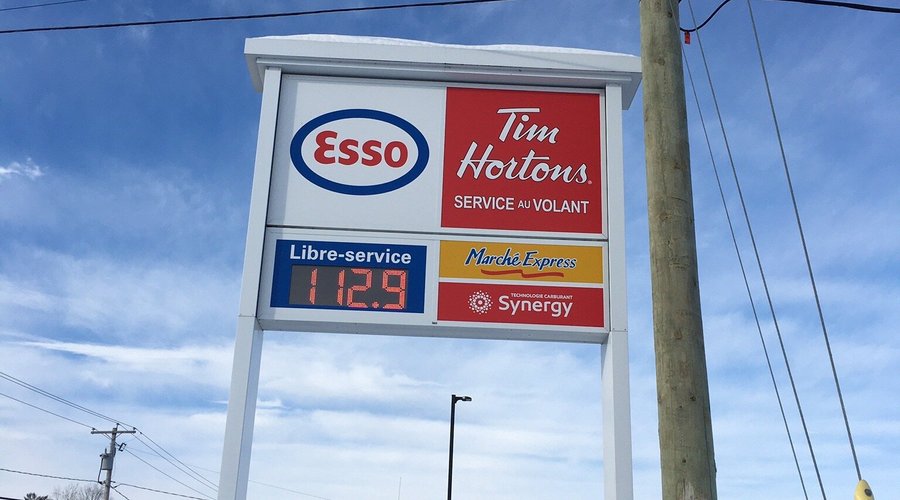 Esso
Tim
Hortons
SERVICE AU VOLANT
Libre-service
112.9
Marché Express
TECHNOLOGIE CARBURANT
Synergy